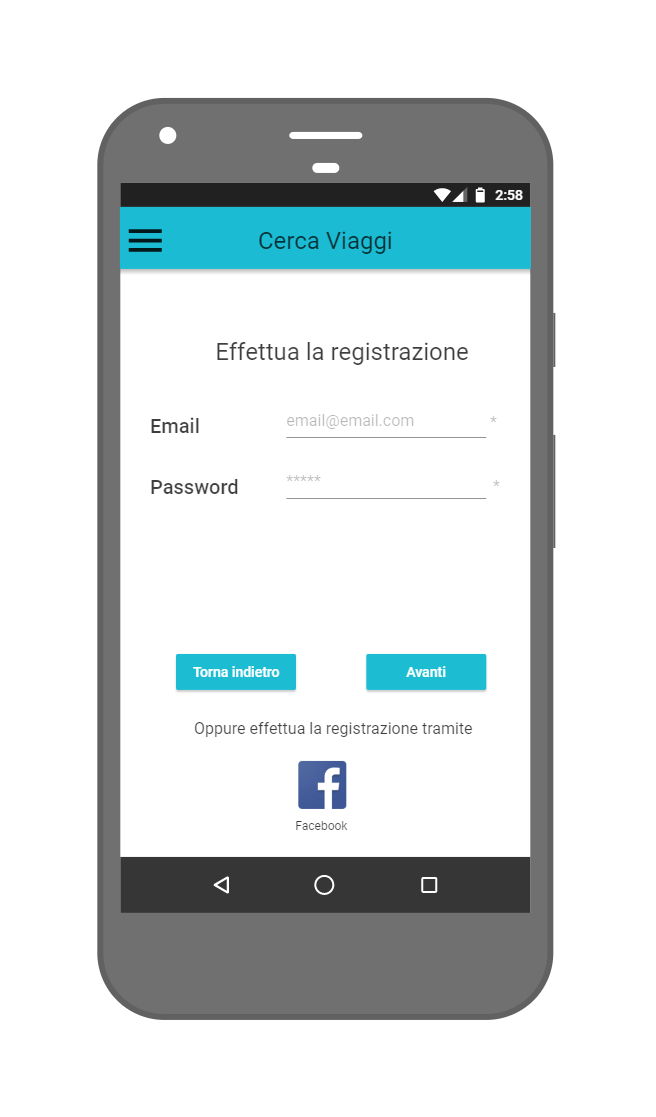 2:58
Cerca Viaggi
Effettua la registrazione
Email email@email.com *
Password ***** *
Torna indietro Avanti
Oppure effettua la registrazione tramite
f
Facebook